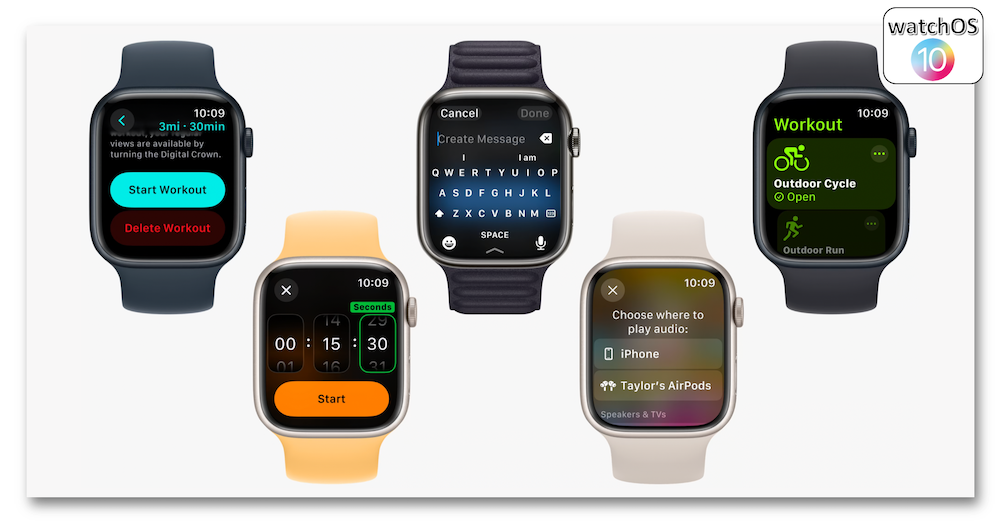 watchOS
10
10:09
3mi · 30min
workout, your regular
views are available by
turning the Digital Crown.
Start Workout
Delete Workout
Cancel
Done
Create Message
I
I am
Q W E R T Y U I O P
A S D F G H J K L
Z X C V B N M
SPACE
10:09
Workout
Outdoor Cycle
Open
Outdoor Run
10:09
Seconds
14
29
00 : 15 : 30
01
16
31
Start
10:09
Choose where to
play audio:
iPhone
Taylor's AirPods
Speakers & TVs